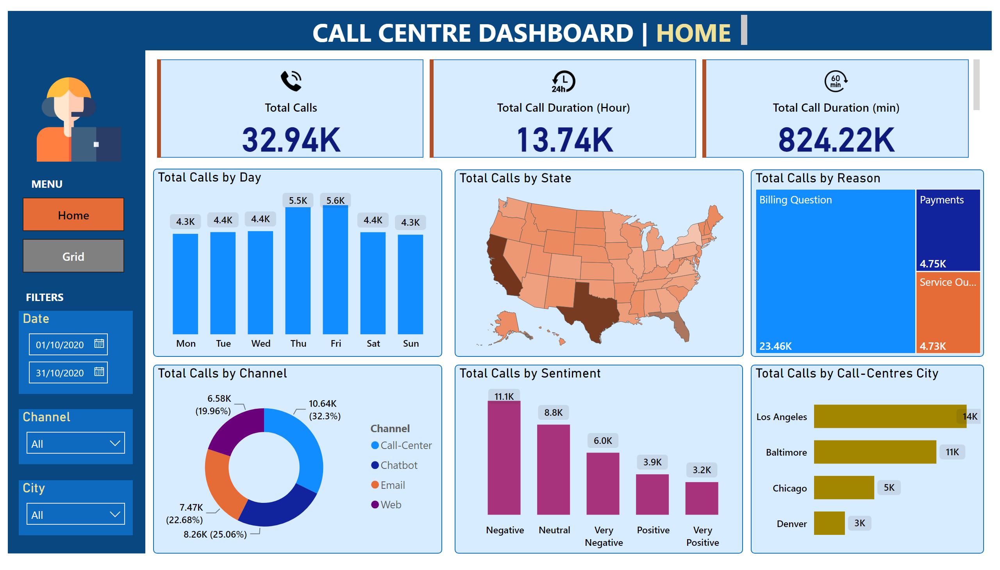 CALL CENTRE DASHBOARD | HOME
24h
60
min
Total Calls
Total Call Duration (Hour)
Total Call Duration (min)
32.94K
13.74K
824.22K
MENU
Home
Grid
FILTERS
Date
01/10/2020
31/10/2020
Channel
All
City
All
Total Calls by Day
4.3K
4.4K
4.4K
5.5K
5.6K
4.4K
4.3K
Mon
Tue
Wed
Thu
Fri
Sat
Sun
Total Calls by State
Total Calls by Reason
Billing Question
23.46K
Payments
4.75K
Service Ou...
4.73K
Total Calls by Channel
6.58K
(19.96%)
10.64K
(32.3%)
7.47K
(22.68%)
8.26K (25.06%)
Channel
Call-Center
Chatbot
Email
Web
Total Calls by Sentiment
11.1K
8.8K
6.0K
3.9K
3.2K
Negative
Neutral
Very
Negative
Positive
Very
Positive
Total Calls by Call-Centres City
Los Angeles
14K
Baltimore
11K
Chicago
5K
Denver
3K